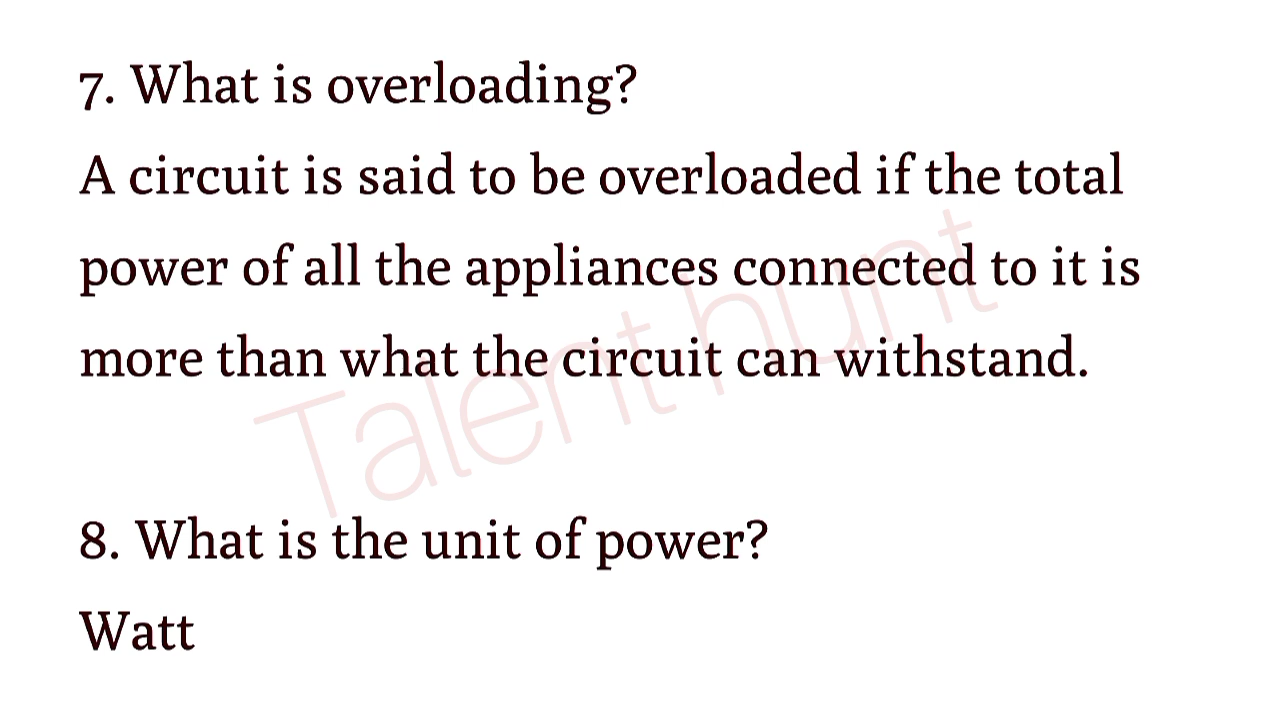 7. What is overloading?
A circuit is said to be overloaded if the total
power of all the appliances connected to it is
more than what the circuit can withstand.
Talent hunt
8. What is the unit of power?
Watt